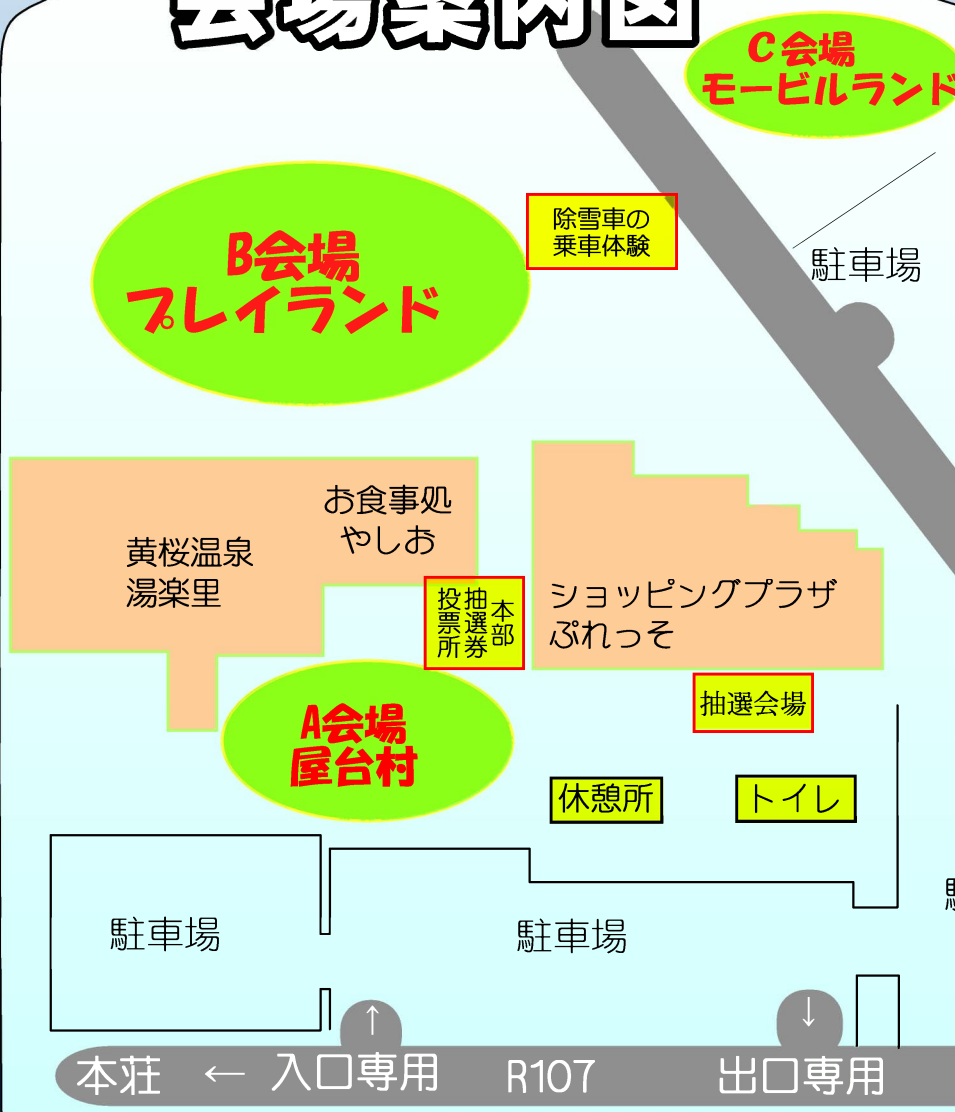 会場案内図
C会場
モービルランド
除雪車の
乗車体験
B会場
プレイランド
駐車場
お食事処
やしお
黄桜温泉
湯楽里
本部
抽選券
投票所
ショッピングプラザ
ぷれっそ
抽選会場
A会場
屋台村
休憩所
トイレ
駐車場
駐車場
↑
↓
本荘 ← 入口専用 R107 出口専用